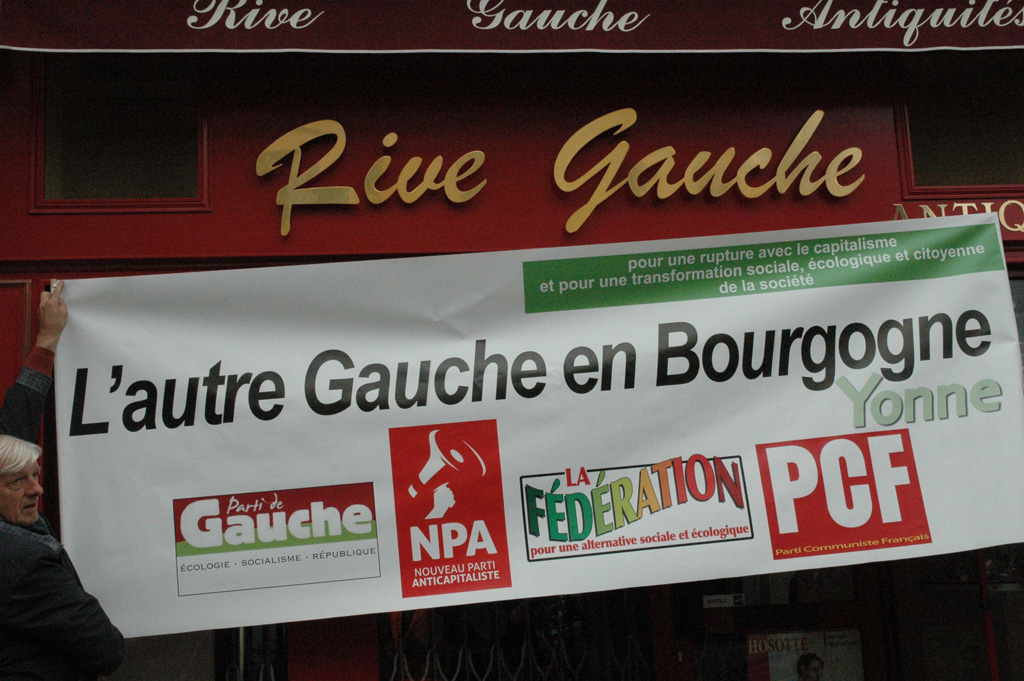 Rive Gauche Antiquités
Rive Gauche
ANTIQ
pour une rupture avec le capitalisme
et pour une transformation sociale, écologique et citoyenne
de la société
L'autre Gauche en Bourgogne
Yonne
Parti de
Gauche
ÉCOLOGIE · SOCIALISME · RÉPUBLIQUE
NPA
NOUVEAU PARTI
ANTICAPITALISTE
LA
FÉDÉRATION
pour une alternative sociale et écologique
PCF
Parti Communiste Français
HOSOTTE